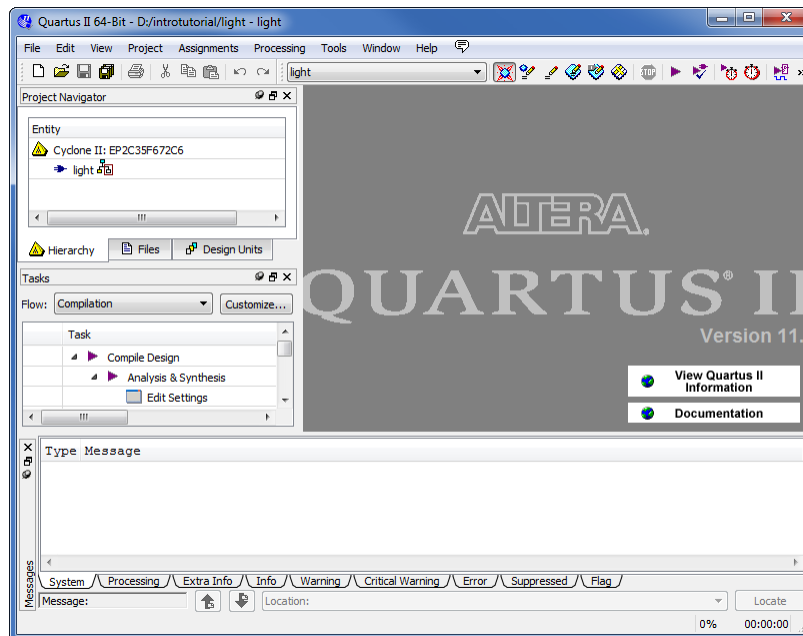 Quartus II 64-Bit - D:/introtutorial/light - light
File Edit View Project Assignments Processing Tools Window Help
light
STOP
Project Navigator
Entity
Cyclone II: EP2C35F672C6
light
Hierarchy Files Design Units
Tasks
Flow: Compilation Customize...
Task
Compile Design
Analysis & Synthesis
Edit Settings
ALTERA.
QUARTUS® II
Version 11.
View Quartus II
Information
Documentation
Type Message
Messages
System Processing Extra Info Info Warning Critical Warning Error Suppressed Flag
Message: Location: Locate
0% 00:00:00